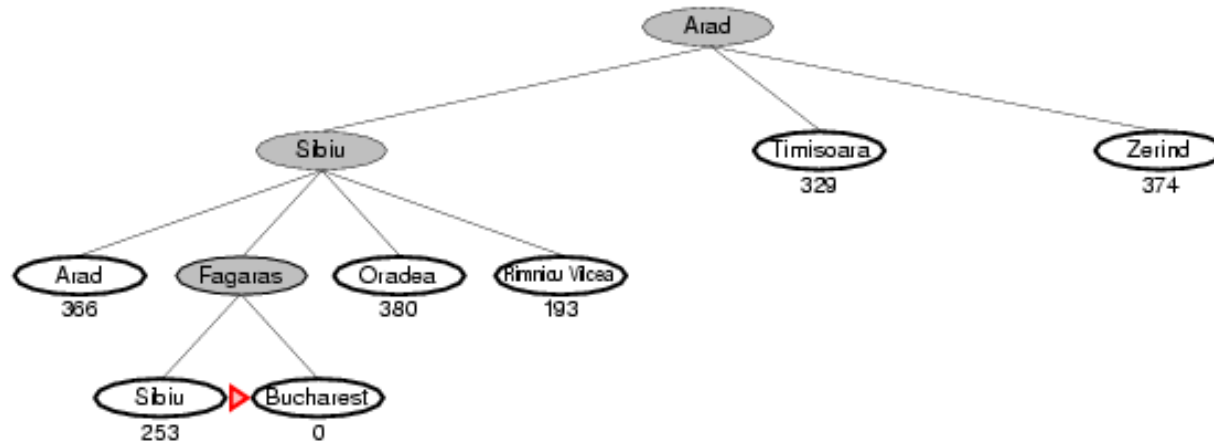 Arad
Sibiu
Timisoara
Zerind
329
374
Arad
Fagaras
Oradea
Rimnicu Vilcea
366
380
193
Sibiu
Bucharest
253
0